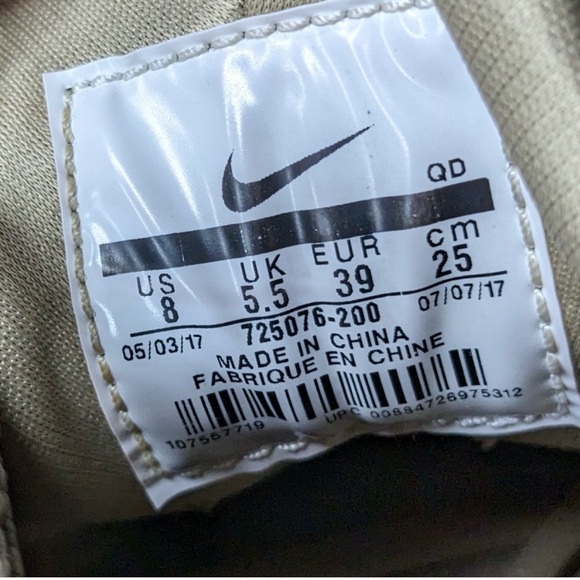 QD
US UK EUR cm
8 5.5 39 25
05/03/17 725076-200 07/07/17
MADE IN CHINA
FABRIQUE EN CHINE
107557719 UPC 00884726975312